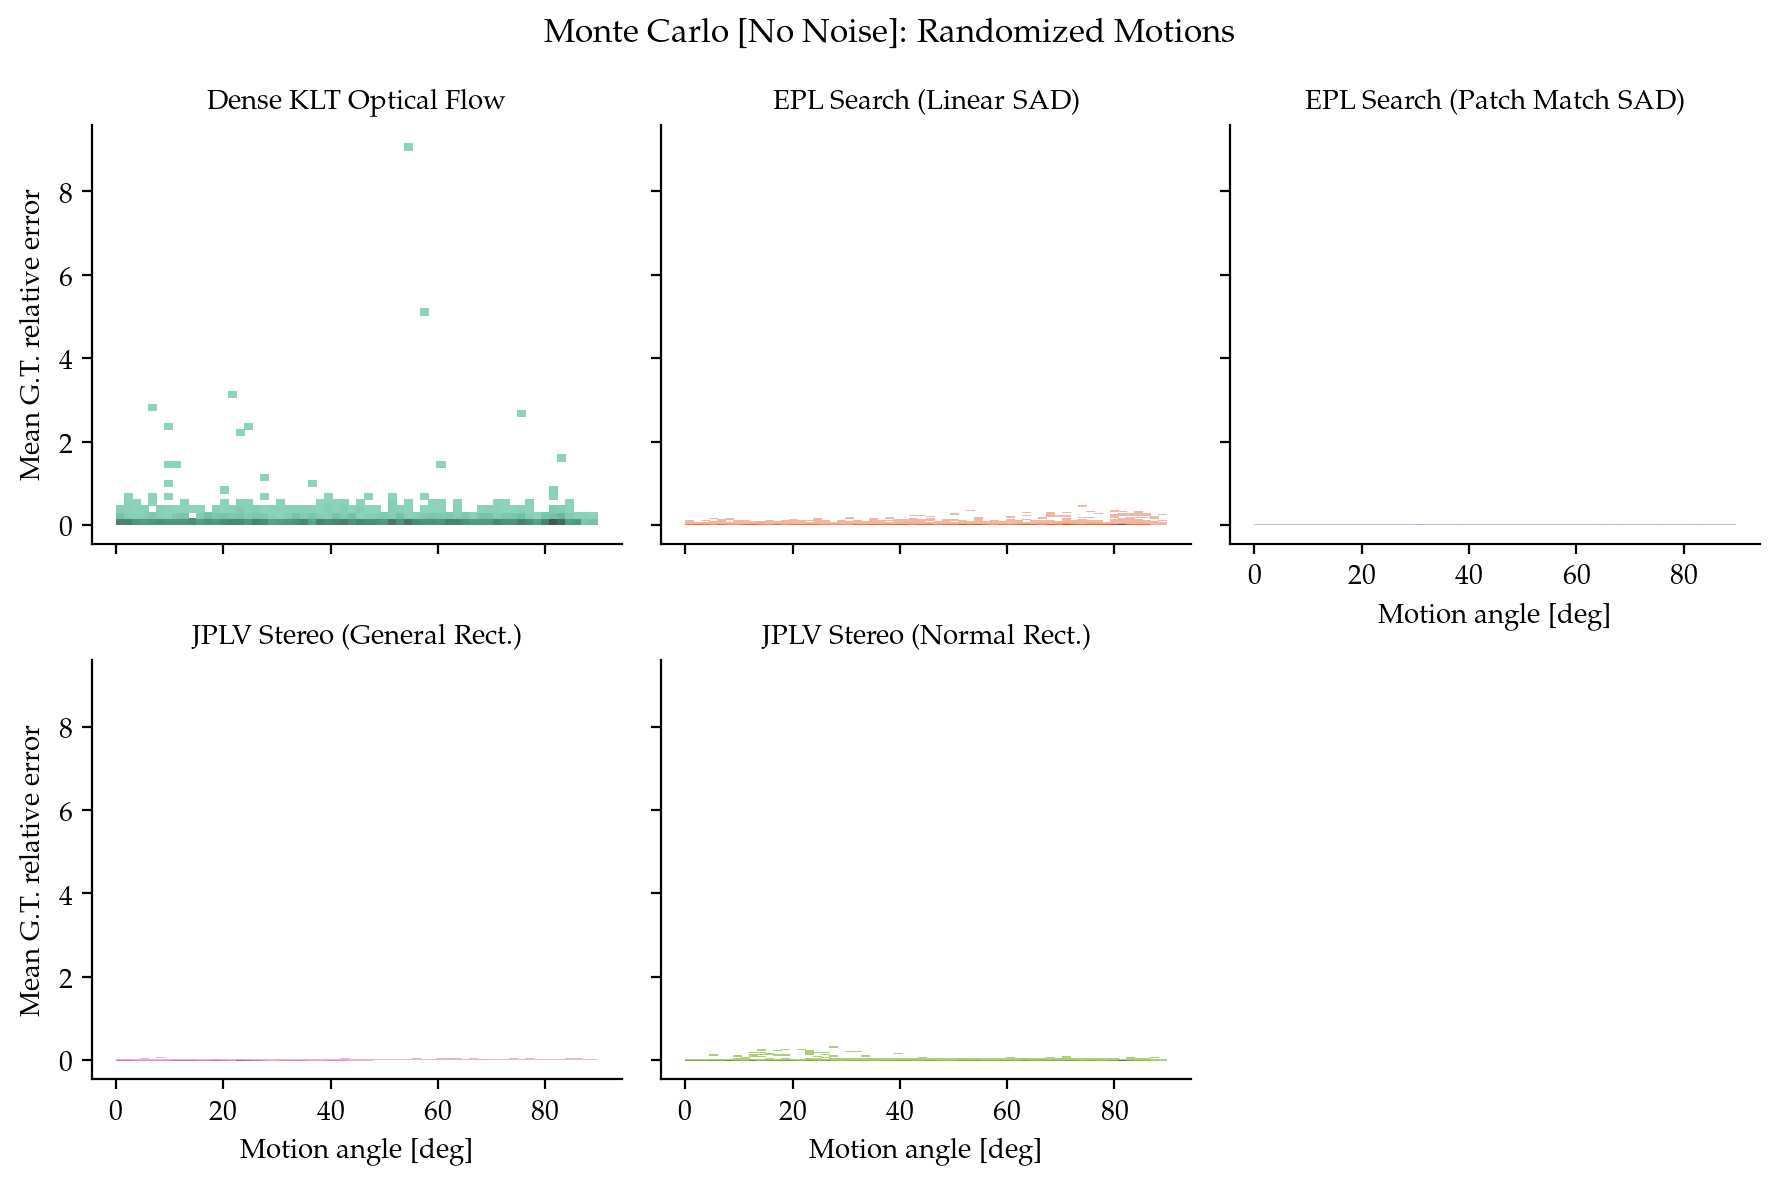 Monte Carlo [No Noise]: Randomized Motions
Dense KLT Optical Flow
EPL Search (Linear SAD)
EPL Search (Patch Match SAD)
Mean G.T. relative error
8
6
4
2
0
0 20 40 60 80
Motion angle [deg]
JPLV Stereo (General Rect.)
JPLV Stereo (Normal Rect.)
Mean G.T. relative error
8
6
4
2
0
0 20 40 60 80
Motion angle [deg]
0 20 40 60 80
Motion angle [deg]